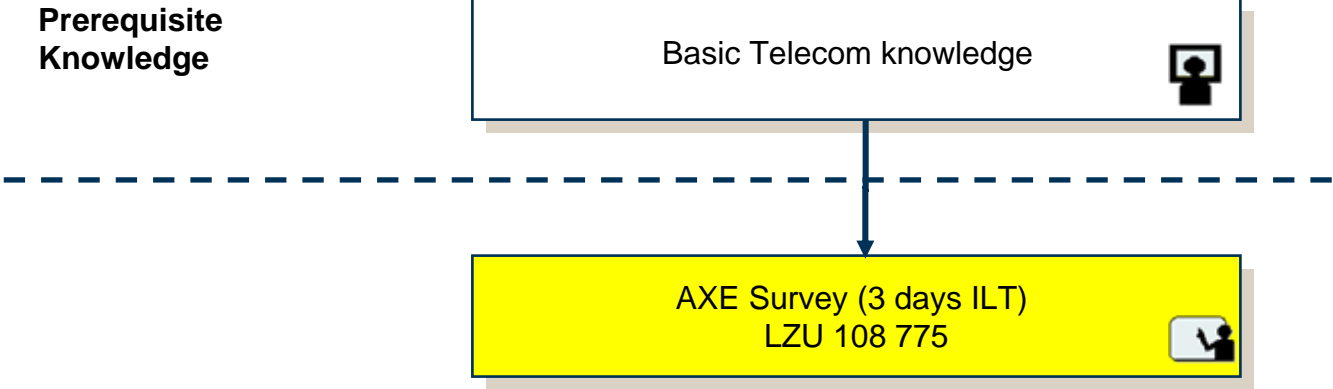 Prerequisite
Knowledge
Basic Telecom knowledge
AXE Survey (3 days ILT)
LZU 108 775